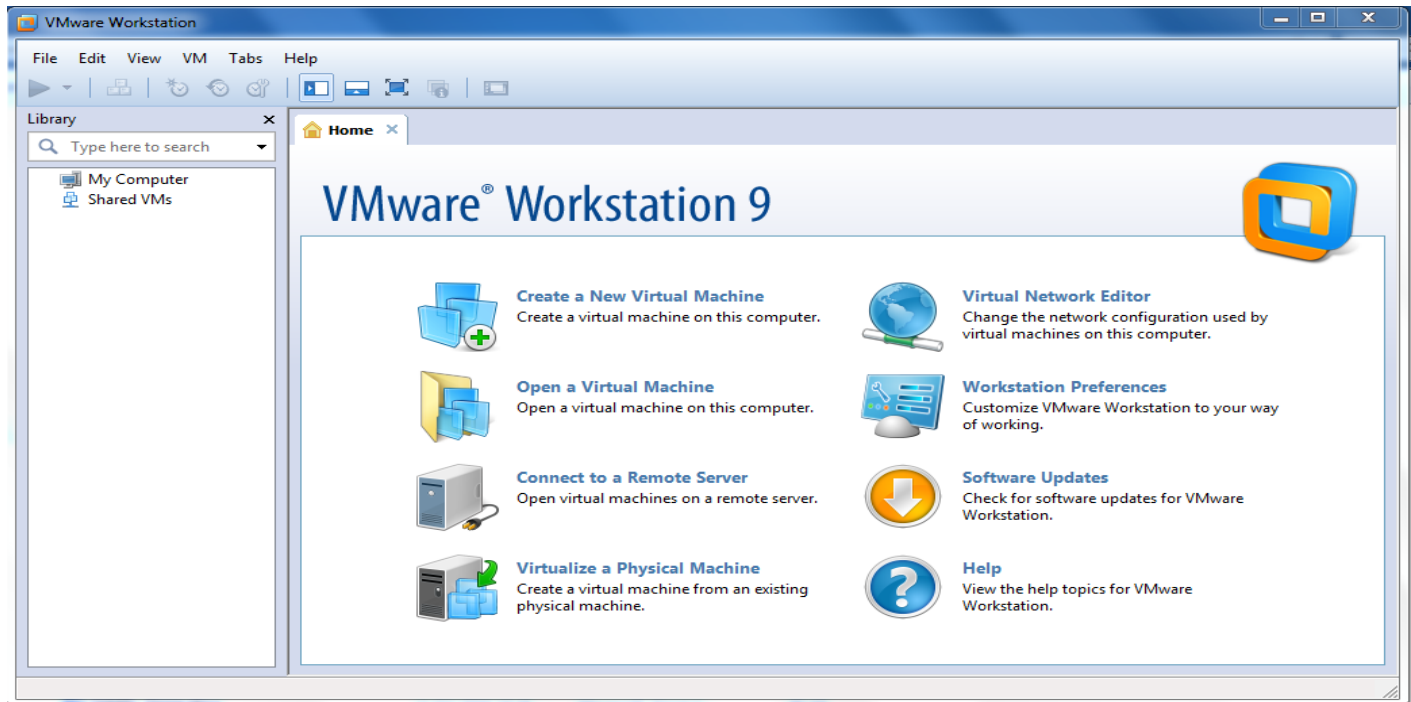 VMware Workstation
File Edit View VM Tabs Help
Library
Type here to search
My Computer
Shared VMs
Home
VMware® Workstation 9
Create a New Virtual Machine
Create a virtual machine on this computer.
Open a Virtual Machine
Open a virtual machine on this computer.
Connect to a Remote Server
Open virtual machines on a remote server.
Virtualize a Physical Machine
Create a virtual machine from an existing
physical machine.
Virtual Network Editor
Change the network configuration used by
virtual machines on this computer.
Workstation Preferences
Customize VMware Workstation to your way
of working.
Software Updates
Check for software updates for VMware
Workstation.
Help
View the help topics for VMware
Workstation.